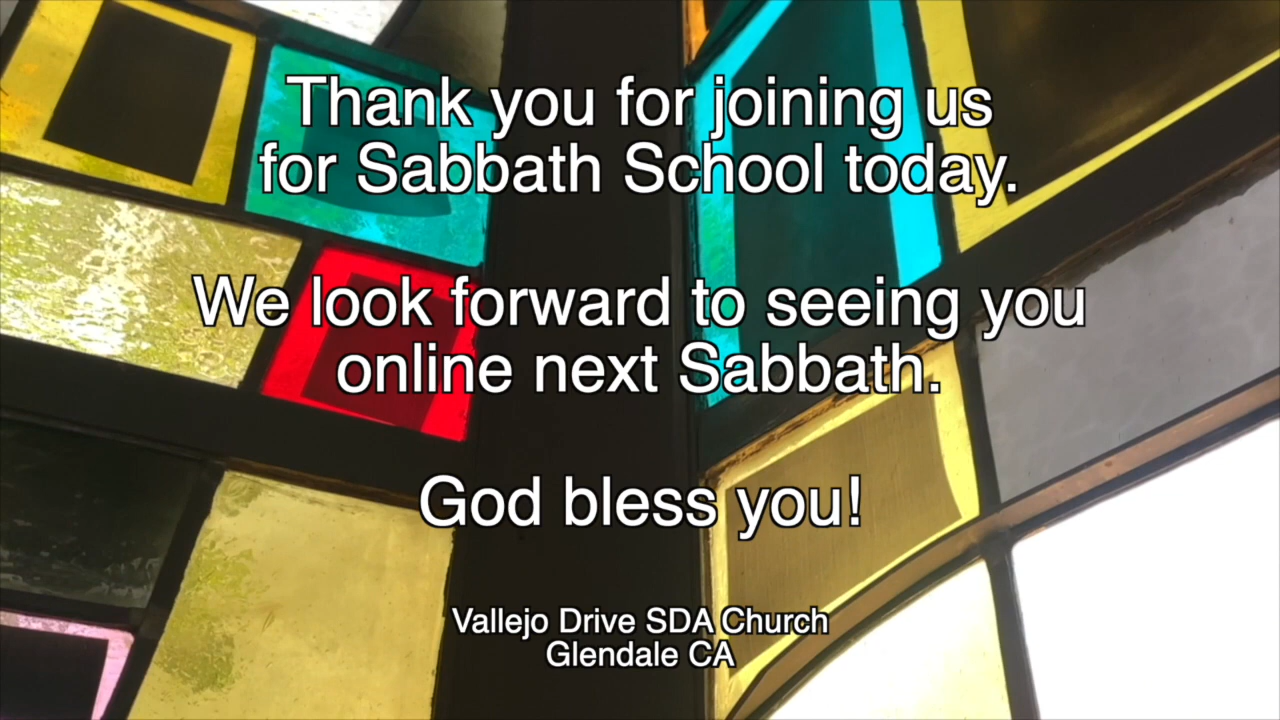 Thank you for joining us
for Sabbath School today.
We look forward to seeing you
online next Sabbath.
God bless you!
Vallejo Drive SDA Church
Glendale CA